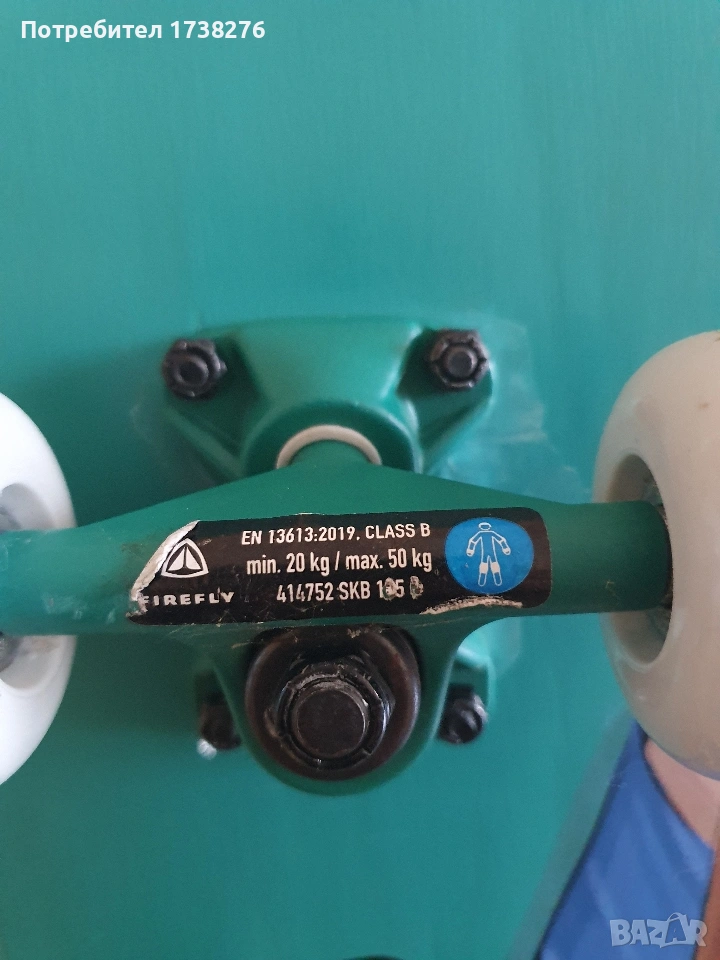 Потребител 1738276
EN 13613:2019, CLASS B
min. 20 kg / max. 50 kg
FIREFLY
414752 SKB
BAZAR